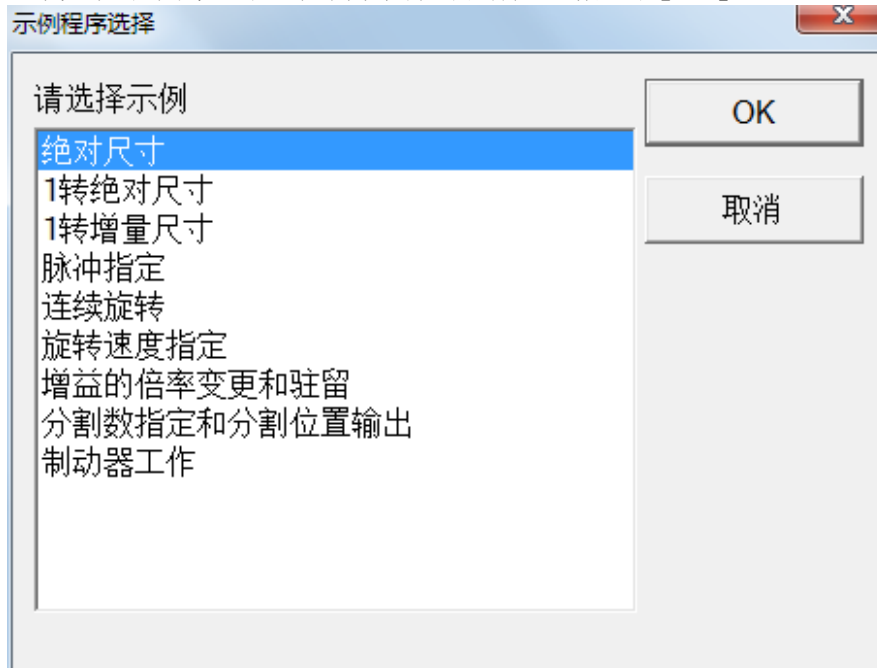 示例程序选择
请选择示例
OK
绝对尺寸
1转绝对尺寸
取消
1转增量尺寸
脉冲指定
连续旋转
旋转速度指定
增益的倍率变更和驻留
分割数指定和分割位置输出
制动器工作